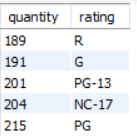 quantity rating
189 R
191 G
201 PG-13
204 NC-17
215 PG